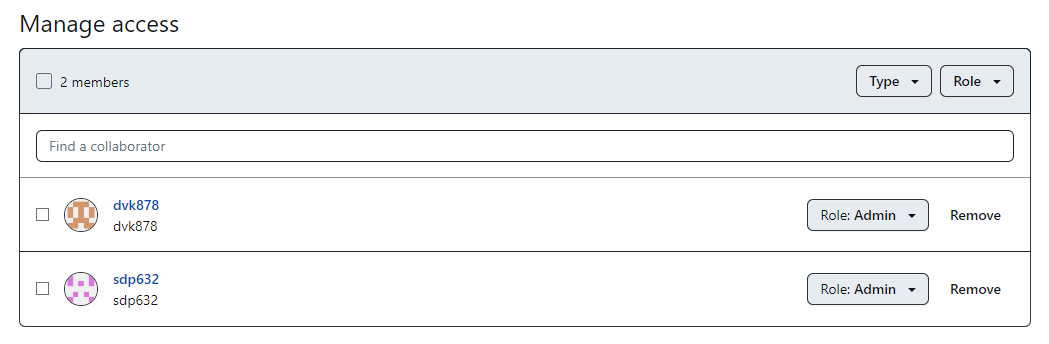 Manage access
2 members
Type
Role
Find a collaborator
dvk878
dvk878
Role: Admin
Remove
sdp632
sdp632
Role: Admin
Remove